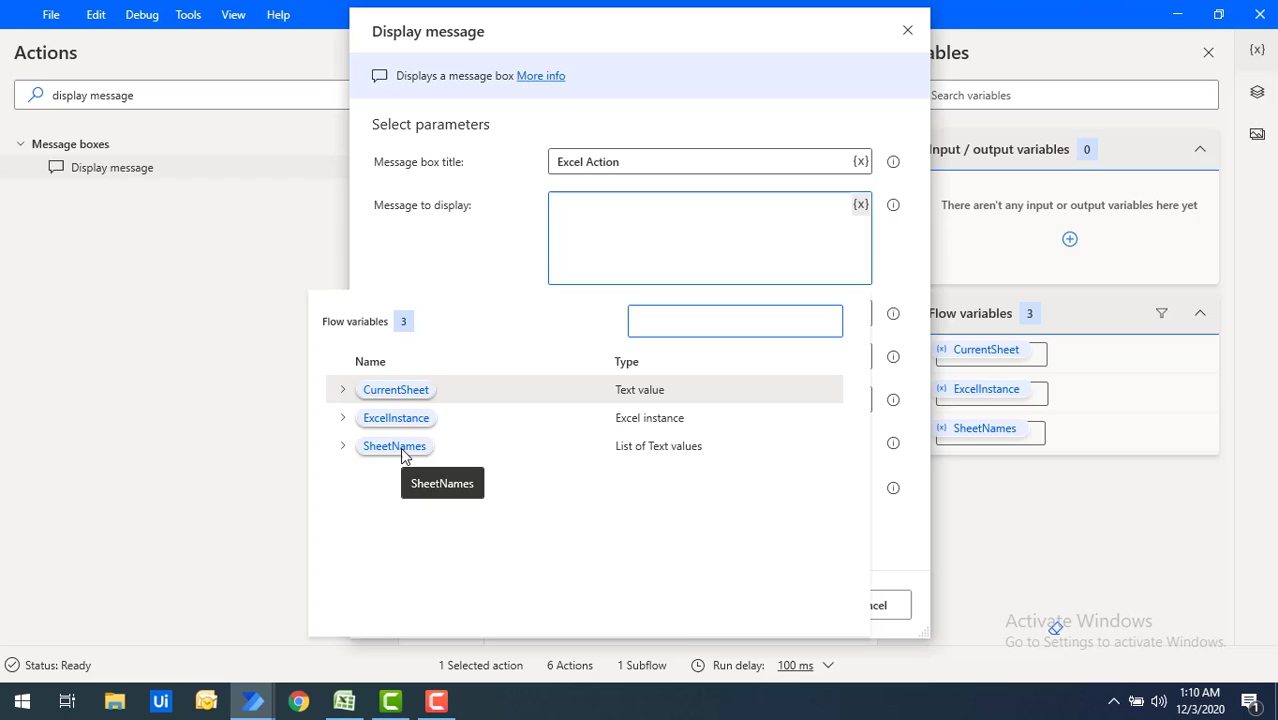 File Edit Debug Tools View Help
Actions
display message
Message boxes
Display message
Display message
Displays a message box More info
Select parameters
Message box title:
Excel Action
{x}
Message to display:
{x}
Flow variables 3
Name Type
CurrentSheet Text value
ExcelInstance Excel instance
SheetNames List of Text values
SheetNames
ncel
ables
{x}
Search variables
Input / output variables 0
There aren't any input or output variables here yet
Flow variables 3
{x} CurrentSheet
{x} ExcelInstance
{x} SheetNames
Activate Windows
Go to Settings to activate Windows.
Status: Ready 1 Selected action 6 Actions 1 Subflow Run delay: 100 ms
Ui
1:10 AM
12/3/2020
1